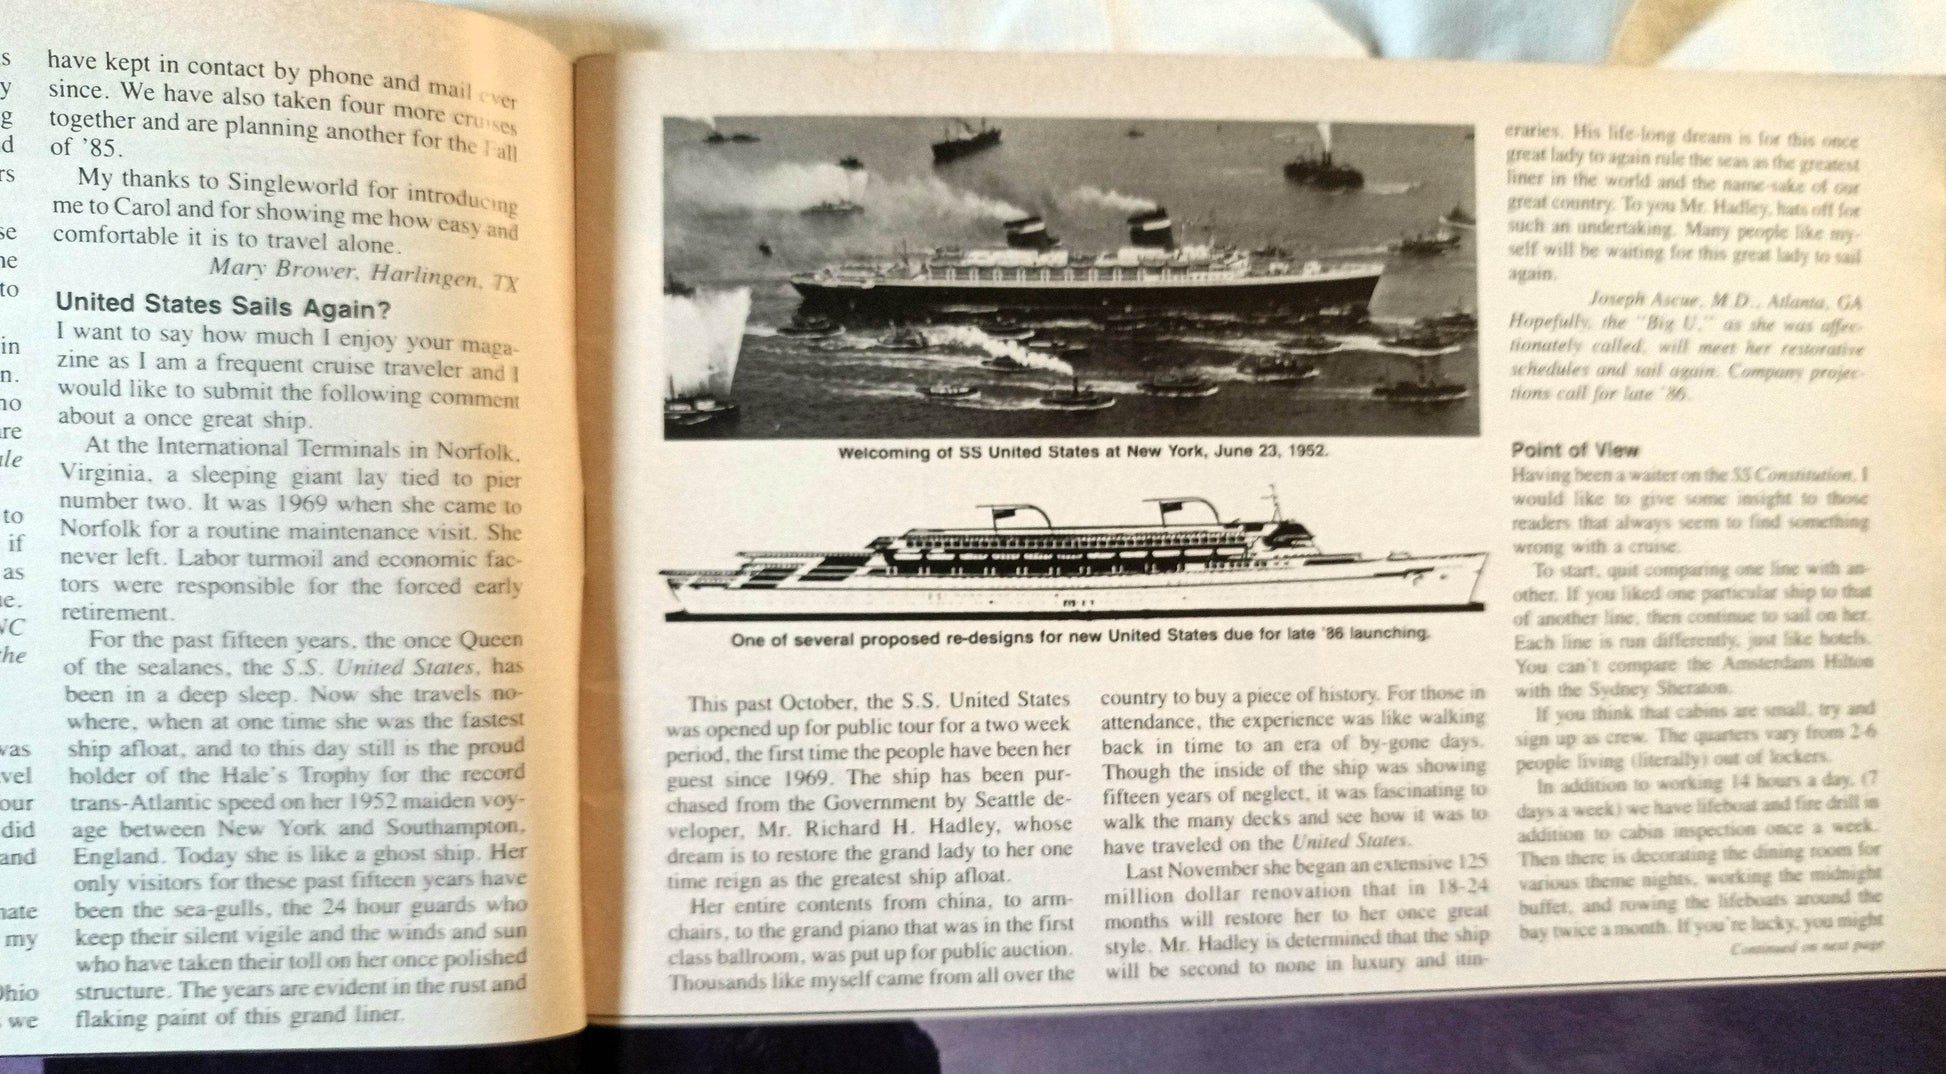 s
y
g
d
rs
se
ne
to
in
n.
no
are
ale
to
if
as
ie.
NC
the
was
vel
our
did
and
nate
my
Ohio
we
have kept in contact by phone and mail ever
since. We have also taken four more cruises
together and are planning another for the Fall
of '85.
My thanks to Singleworld for introducing
me to Carol and for showing me how easy and
comfortable it is to travel alone.
Mary Brower, Harlingen, TX
United States Sails Again?
I want to say how much I enjoy your maga-
zine as I am a frequent cruise traveler and I
would like to submit the following comment
about a once great ship.
At the International Terminals in Norfolk,
Virginia, a sleeping giant lay tied to pier
number two. It was 1969 when she came to
Norfolk for a routine maintenance visit. She
never left. Labor turmoil and economic fac-
tors were responsible for the forced early
retirement.
For the past fifteen years, the once Queen
of the sealanes, the S.S. United States, has
been in a deep sleep. Now she travels no-
where, when at one time she was the fastest
ship afloat, and to this day still is the proud
holder of the Hale's Trophy for the record
trans-Atlantic speed on her 1952 maiden voy-
age between New York and Southampton,
England. Today she is like a ghost ship. Her
only visitors for these past fifteen years have
been the sea-gulls, the 24 hour guards who
keep their silent vigile and the winds and sun
who have taken their toll on her once polished
structure. The years are evident in the rust and
flaking paint of this grand liner.
Welcoming of SS United States at New York, June 23, 1952.
One of several proposed re-designs for new United States due for late '86 launching.
This past October, the S.S. United States
was opened up for public tour for a two week
period, the first time the people have been her
guest since 1969. The ship has been pur-
chased from the Government by Seattle de-
veloper, Mr. Richard H. Hadley, whose
dream is to restore the grand lady to her one
time reign as the greatest ship afloat.
Her entire contents from china, to arm-
chairs, to the grand piano that was in the first
class ballroom, was put up for public auction.
Thousands like myself came from all over the
country to buy a piece of history. For those in
attendance, the experience was like walking
back in time to an era of by-gone days.
Though the inside of the ship was showing
fifteen years of neglect, it was fascinating to
walk the many decks and see how it was to
have traveled on the United States.
Last November she began an extensive 125
million dollar renovation that in 18-24
months will restore her to her once great
style. Mr. Hadley is determined that the ship
will be second to none in luxury and itin-
eraries. His life-long dream is for this once
great lady to again rule the seas as the greatest
liner in the world and the name-sake of our
great country. To you Mr. Hadley, hats off for
such an undertaking. Many people like my-
self will be waiting for this great lady to sail
again.
Joseph Ascue, M.D., Atlanta, GA
Hopefully, the "Big U," as she was affec-
tionately called, will meet her restorative
schedules and sail again. Company projec-
tions call for late '86.
Point of View
Having been a waiter on the SS Constitution, I
would like to give some insight to those
readers that always seem to find something
wrong with a cruise.
To start, quit comparing one line with an-
other. If you liked one particular ship to that
of another line, then continue to sail on her.
Each line is run differently, just like hotels.
You can't compare the Amsterdam Hilton
with the Sydney Sheraton.
If you think that cabins are small, try and
sign up as crew. The quarters vary from 2-6
people living (literally) out of lockers.
In addition to working 14 hours a day, (7
days a week) we have lifeboat and fire drill in
addition to cabin inspection once a week.
Then there is decorating the dining room for
various theme nights, working the midnight
buffet, and rowing the lifeboats around the
bay twice a month. If you're lucky, you might
Continued on next page